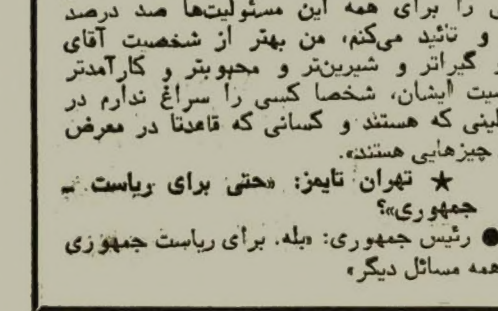 را برای همه این مسئولیت‌ها صد درصد
و تائید می‌کنم، من بهتر از شخصیت آقای
گیراتر و شیرین‌تر و محبوبتر و کارآمدتر
ایشان، شخصا کسی را سراغ ندارم در
که هستند و کسانی که قاعدتا در معرض
چیزهایی هستند».
★ تهران تایمز: «حتی برای ریاست ـ
جمهوری»؟
● رئیس جمهوری: «بله. برای ریاست جمهوری
همه مسائل دیگر»